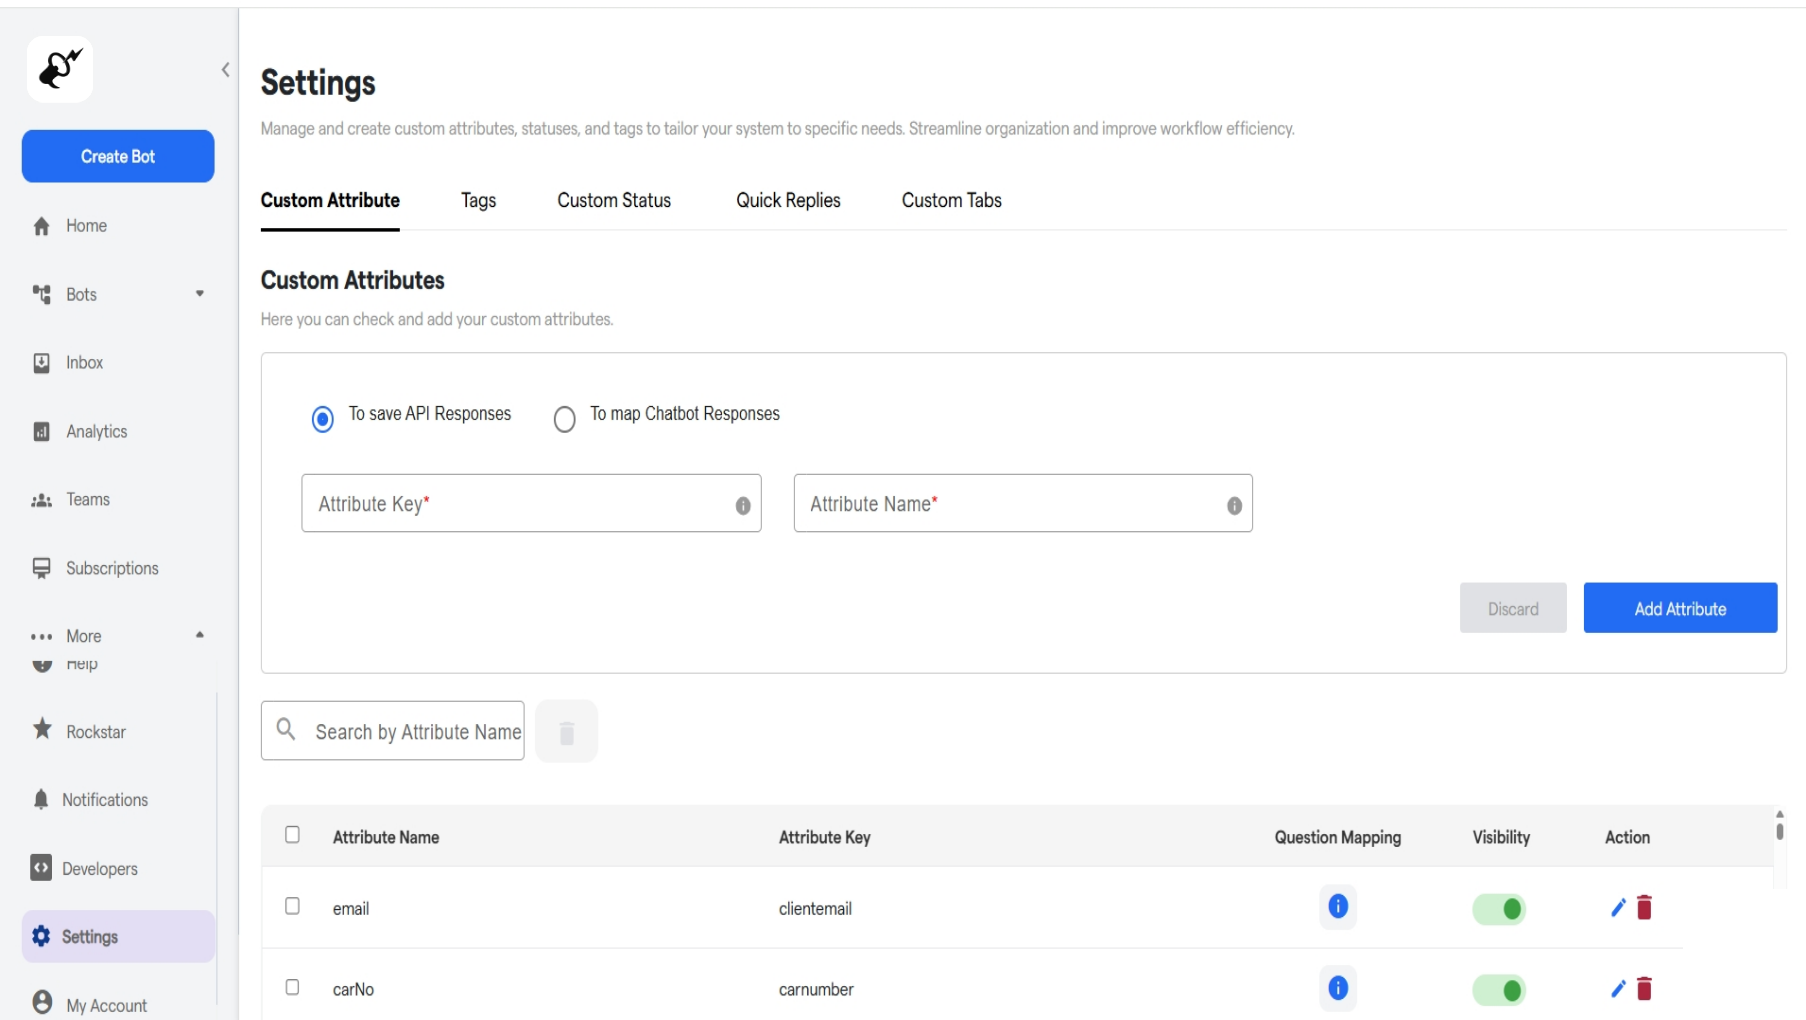 Create Bot
Home
Bots
Inbox
Analytics
Teams
Subscriptions
More
Help
Rockstar
Notifications
Developers
Settings
My Account
Settings
Manage and create custom attributes, statuses, and tags to tailor your system to specific needs. Streamline organization and improve workflow efficiency.
Custom Attribute Tags Custom Status Quick Replies Custom Tabs
Custom Attributes
Here you can check and add your custom attributes.
To save API Responses To map Chatbot Responses
Attribute Key* Attribute Name*
Discard Add Attribute
Search by Attribute Name
Attribute Name Attribute Key Question Mapping Visibility Action
email clientemail
carNo carnumber